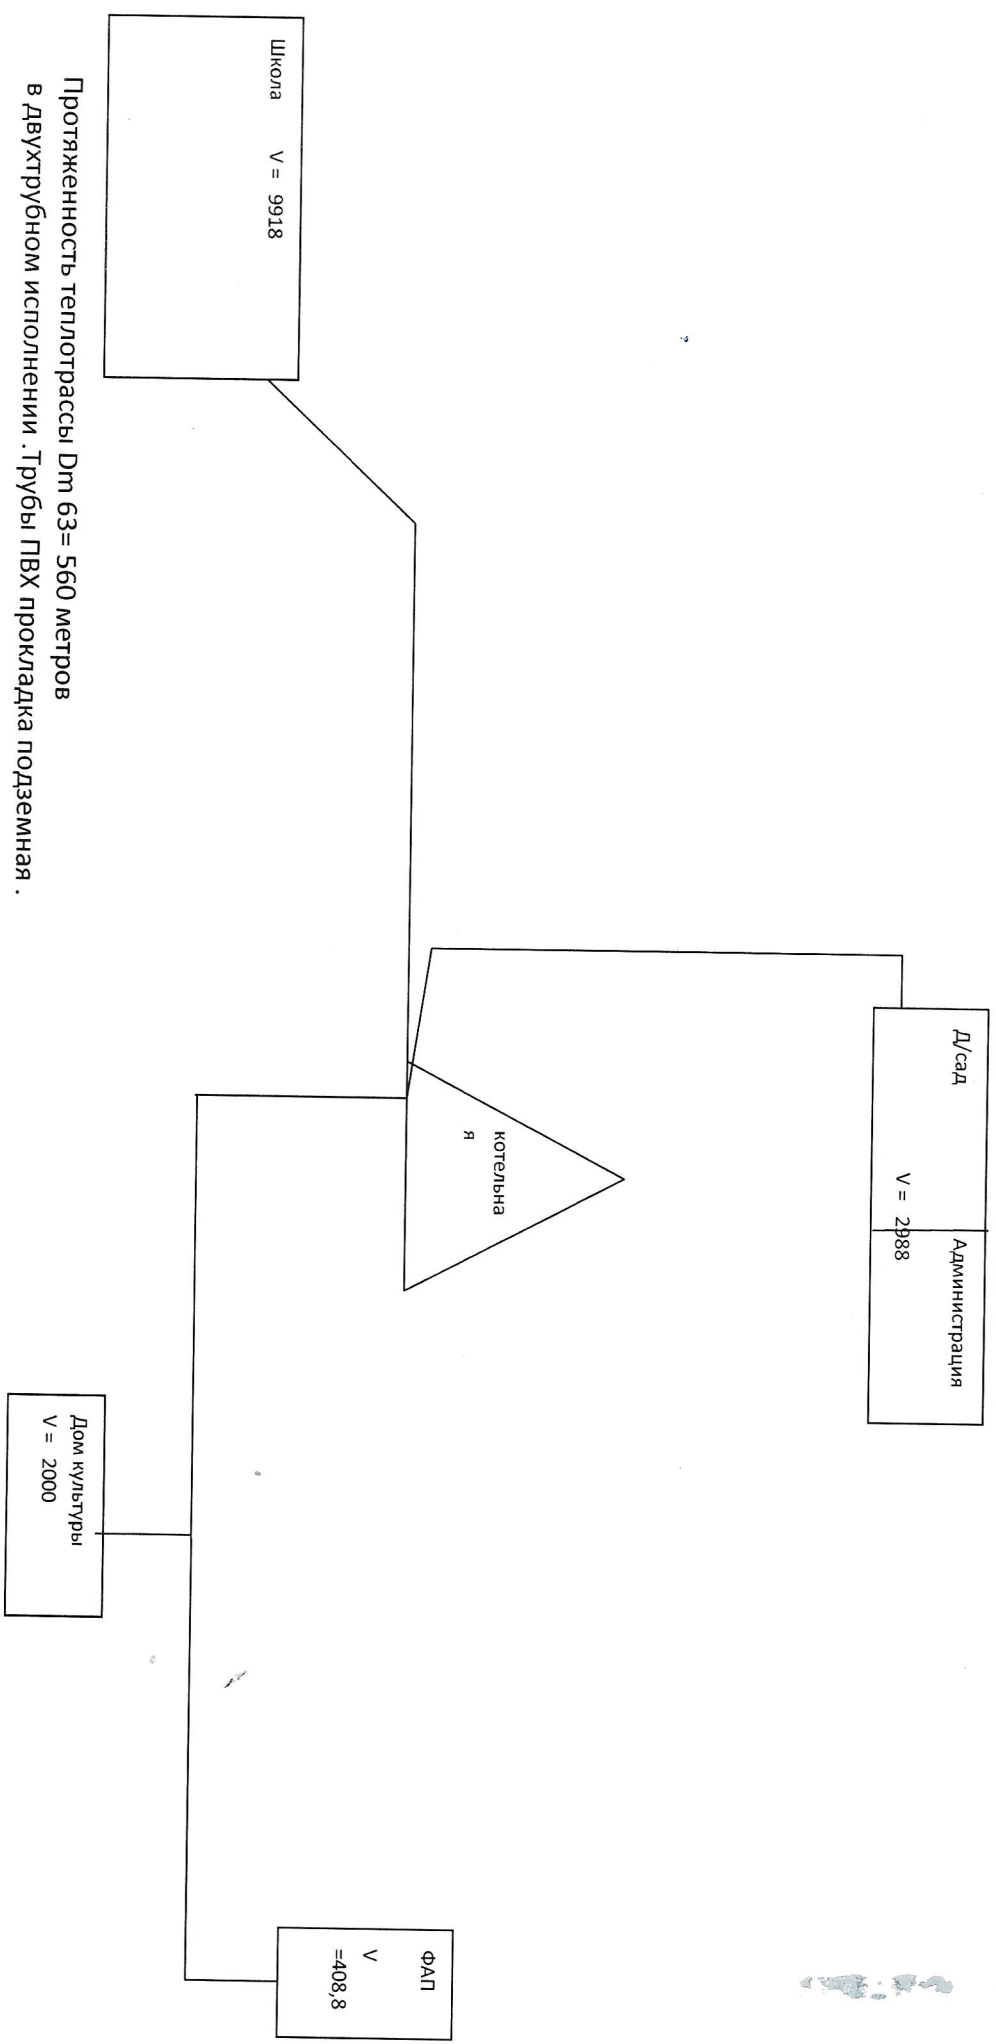 Д/сад Администрация
V = 2988
котельна
я
Школа V = 9918
ФАП
V
=408,8
Дом культуры
V = 2000
Протяженность теплотрассы Dm 63= 560 метров
в двухтрубном исполнении .Трубы ПВХ прокладка подземная .